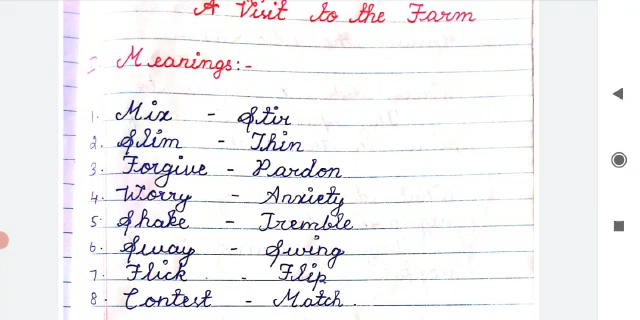 A Visit to the Farm
I Meanings:-
1. Mix - Stir
2. Slim - Thin
3. Forgive - Pardon
4. Worry - Anxiety
5. Shake - Tremble.
6. Sway - Swing
7. Flick - Flip
8. Contest - Match.